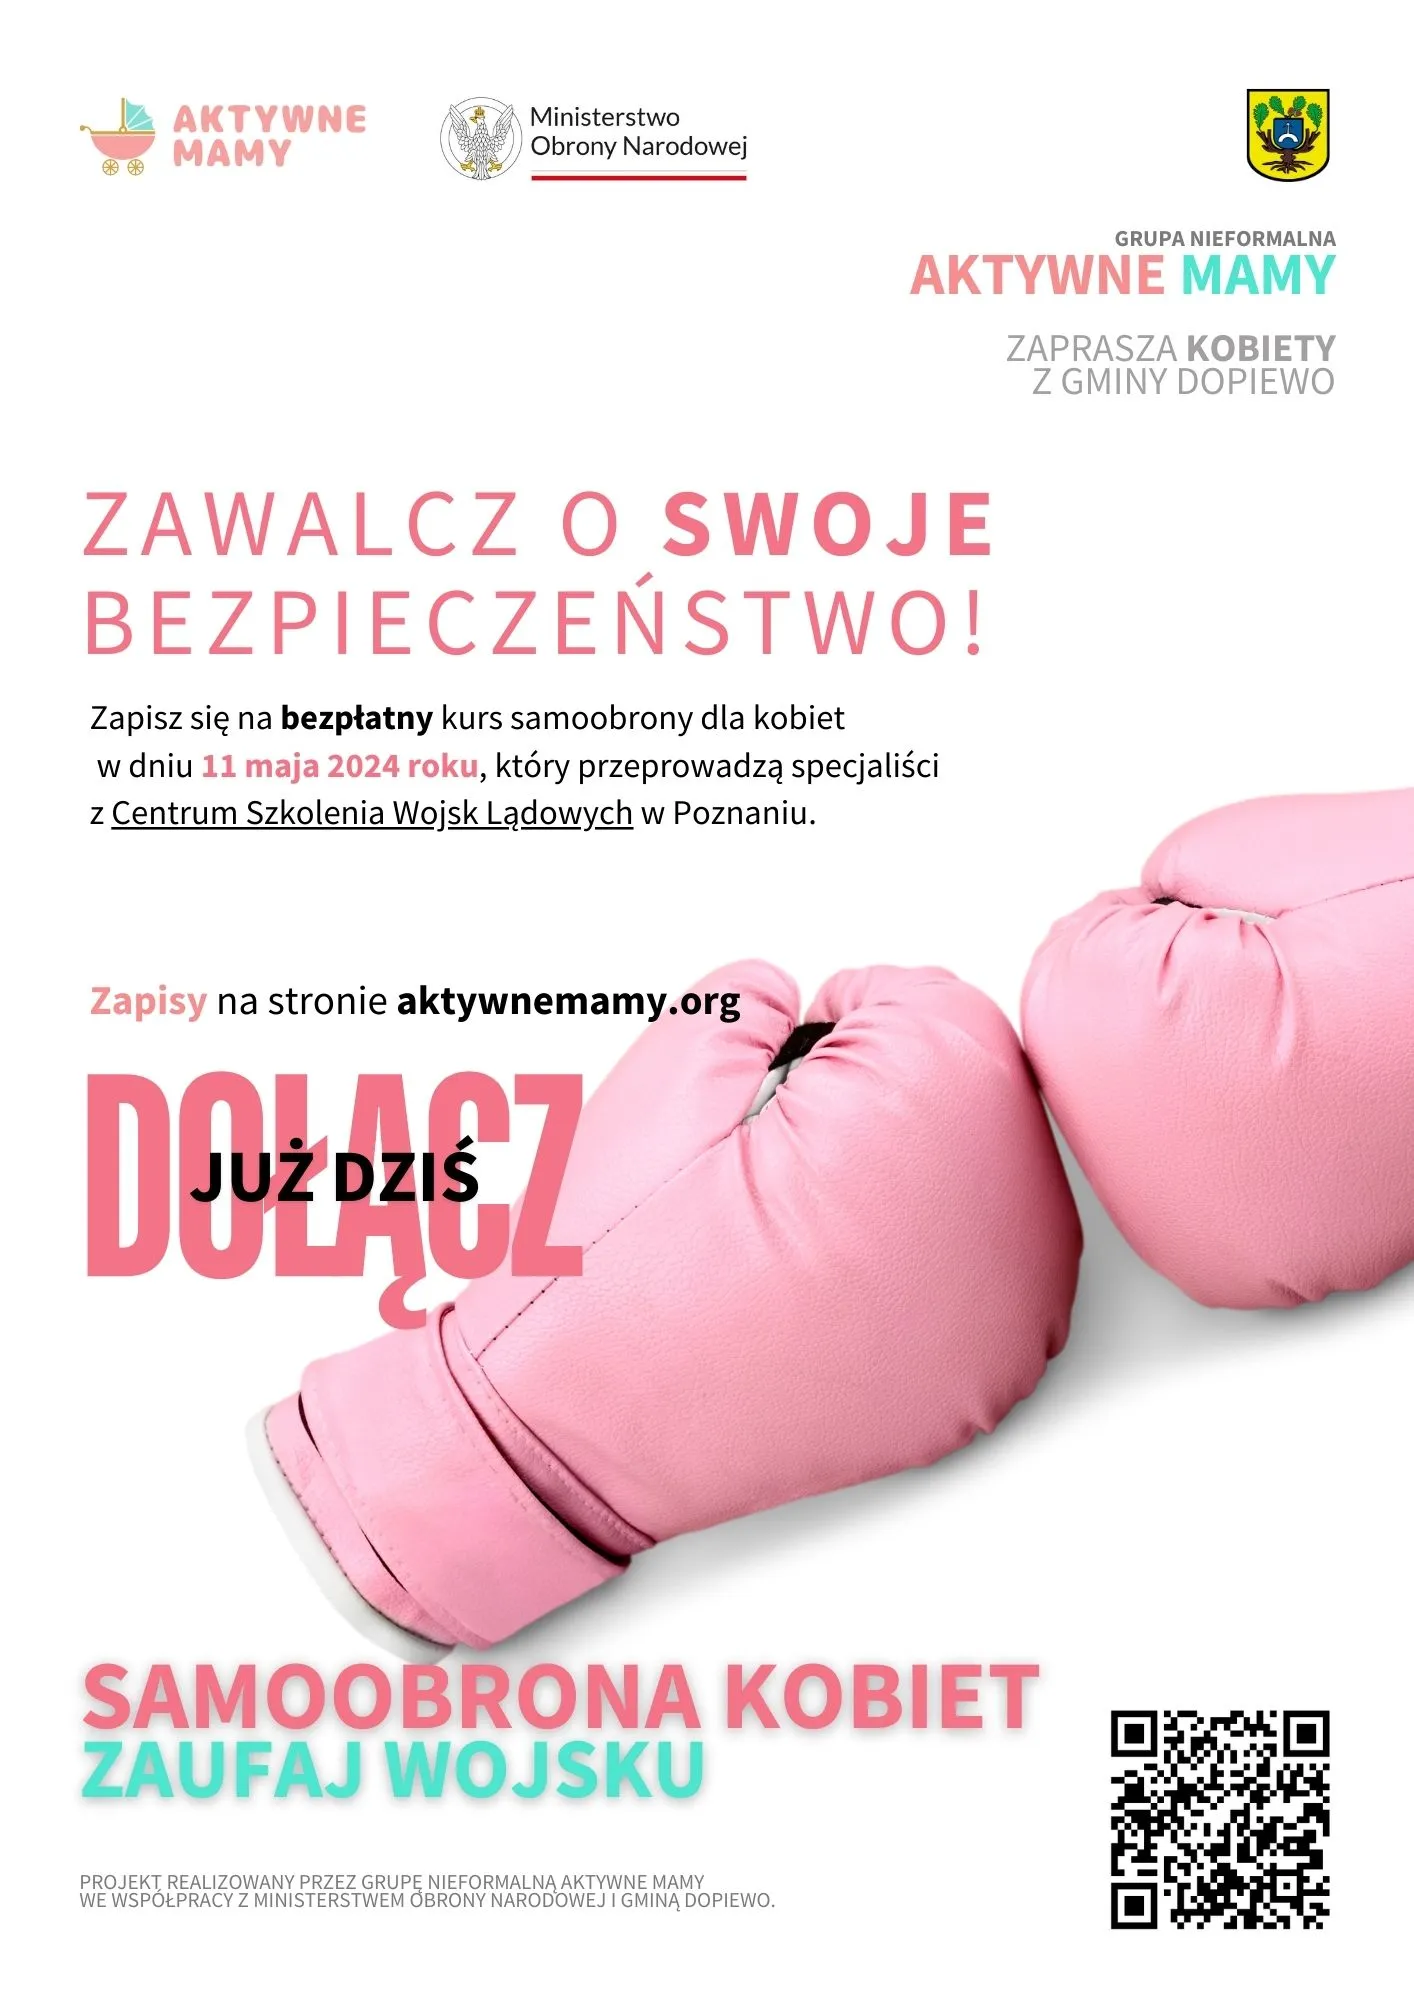 AKTYWNE
MAMY
Ministerstwo
Obrony Narodowej
GRUPA NIEFORMALNA
AKTYWNE MAMY
ZAPRASZA KOBIETY
Z GMINY DOPIEWO
ZAWALCZ O SWOJE
BEZPIECZEŃSTWO!
Zapisz się na bezpłatny kurs samoobrony dla kobiet
w dniu 11 maja 2024 roku, który przeprowadzą specjaliści
z Centrum Szkolenia Wojsk Lądowych w Poznaniu.
Zapisy na stronie aktywnemamy.org
DOŁĄCZ
JUŻ DZIŚ
SAMOOBRONA KOBIET
ZAUFAJ WOJSKU
PROJEKT REALIZOWANY PRZEZ GRUPĘ NIEFORMALNĄ AKTYWNE MAMY
WE WSPÓŁPRACY Z MINISTERSTWEM OBRONY NARODOWEJ I GMINĄ DOPIEWO.